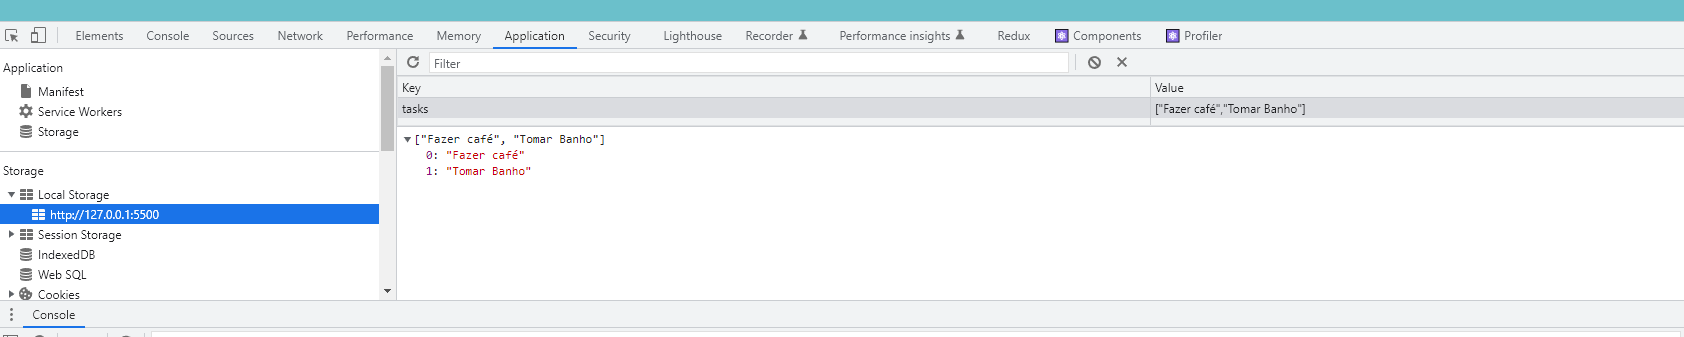 Elements Console Sources Network Performance Memory Application Security Lighthouse Recorder Performance insights Redux Components Profiler
Application
Manifest
Service Workers
Storage
Storage
Local Storage
http://127.0.0.1:5500
Session Storage
IndexedDB
Web SQL
Cookies
Filter
Key Value
tasks ["Fazer café","Tomar Banho"]
["Fazer café", "Tomar Banho"]
0: "Fazer café"
1: "Tomar Banho"
Console